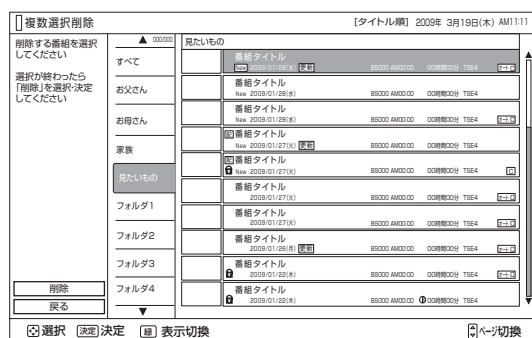 複数選択削除 [タイトル順] 2009年 3月19日(木) AM11:11
削除する番組を選択
してください
選択が終わったら
「削除」を選択・決定
してください
削除
戻る
▲ 000/000
すべて
お父さん
お母さん
家族
見たいもの
フォルダ1
フォルダ2
フォルダ3
フォルダ4
▼
見たいもの
番組タイトル
New 2009/01/29(木) 更新 BS000 AM00:00 00時間00分 TSE4
番組タイトル
New 2009/01/28(水) BS000 AM00:00 00時間00分 TSE4
番組タイトル
New 2009/01/28(水) BS000 AM00:00 00時間00分 TSE4
番組タイトル
New 2009/01/27(火) 更新 BS000 AM00:00 00時間00分 TSE4
番組タイトル
New 2009/01/27(火) BS000 AM00:00 00時間00分 TSE4
番組タイトル
2009/01/27(火) BS000 AM00:00 00時間00分 TSE4
番組タイトル
2009/01/27(火) BS000 AM00:00 00時間00分 TSE4
番組タイトル
2009/01/26(月) 更新 BS000 AM00:00 00時間00分 TSE4
番組タイトル
2009/01/22(木) BS000 AM00:00 00時間00分 TSE4
番組タイトル
2009/01/22(木) BS000 AM00:00 00時間00分 TSE4
選択 決定 決定 緑 表示切換 ページ切換